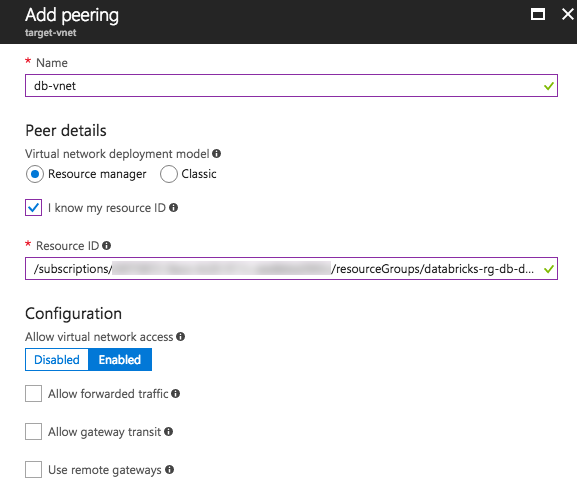 Add peering
target-vnet
* Name
db-vnet
Peer details
Virtual network deployment model
Resource manager
Classic
I know my resource ID
* Resource ID
/subscriptions/ /resourceGroups/databricks-rg-db-d...
Configuration
Allow virtual network access
Disabled Enabled
Allow forwarded traffic
Allow gateway transit
Use remote gateways